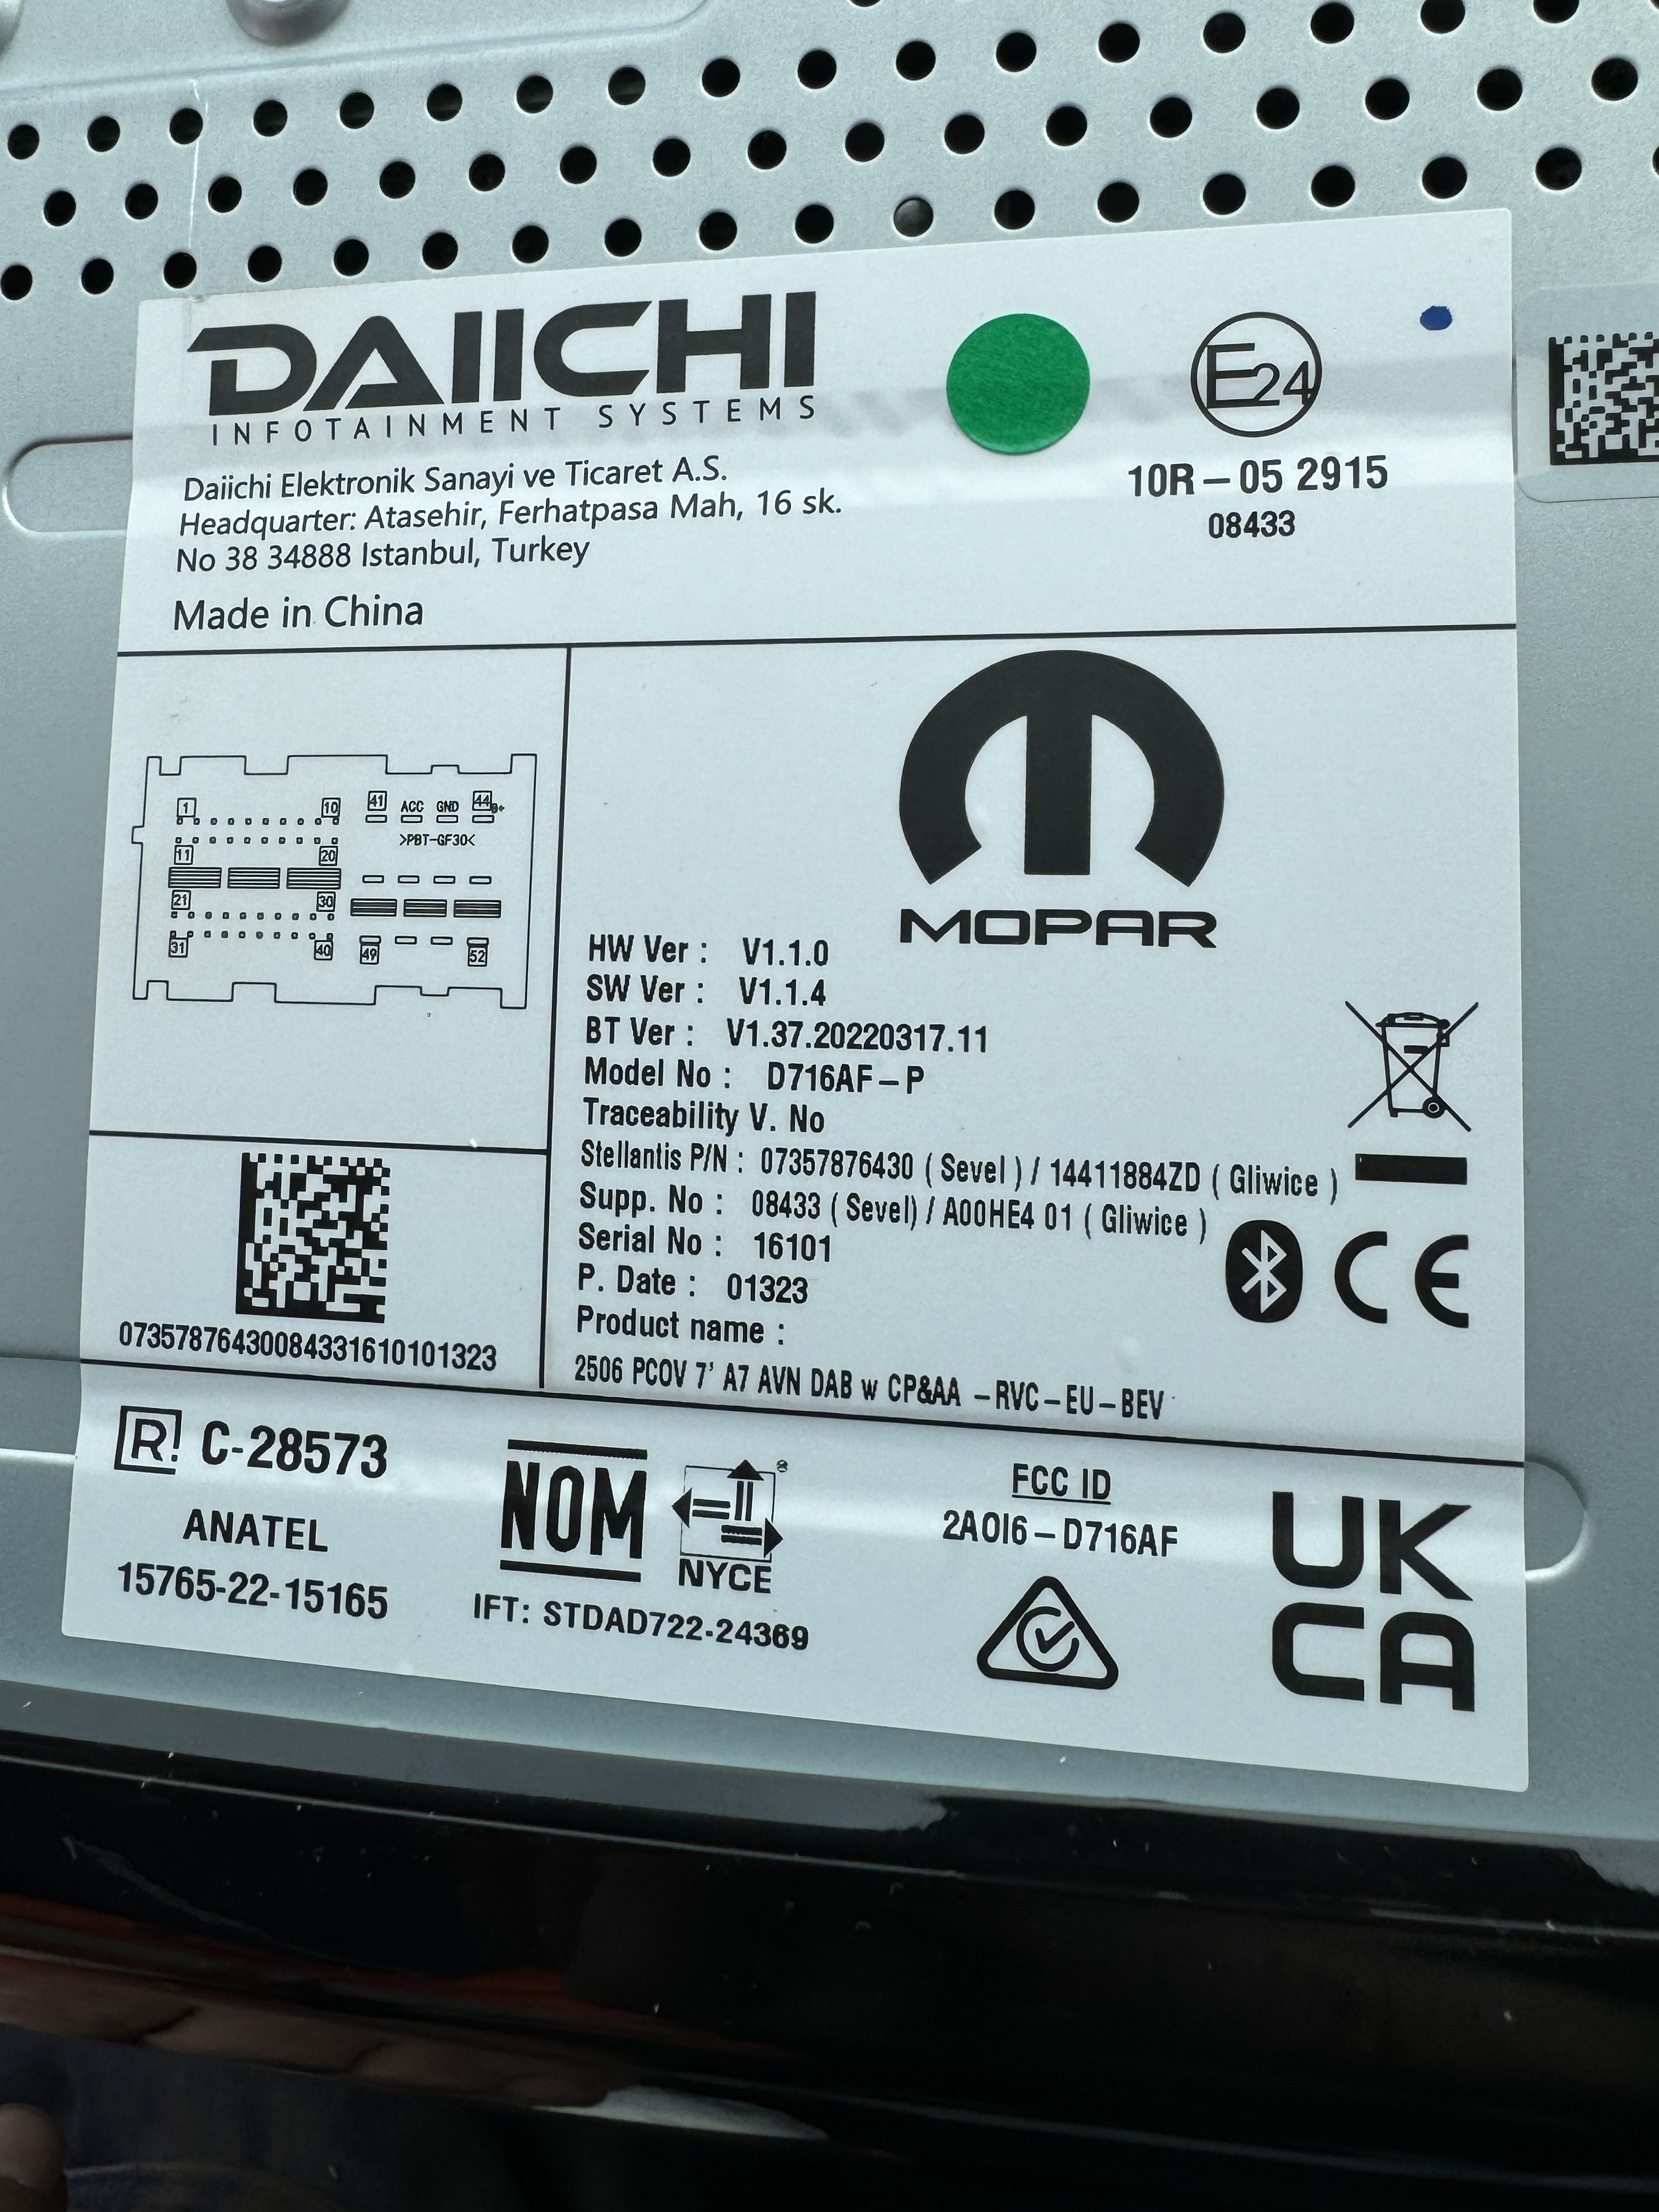 DAIICHI
INFOTAINMENT SYSTEMS
Daiichi Elektronik Sanayi ve Ticaret A.S.
Headquarter: Atasehir, Ferhatpasa Mah, 16 sk.
No 38 34888 Istanbul, Turkey
Made in China
E24
10R-05 2915
08433
1 10 41 ACC GND 44 B+
>PBT-GF30<
11 20
21 30
31 40 49 52
MOPAR
HW Ver : V1.1.0
SW Ver : V1.1.4
BT Ver : V1.37.20220317.11
Model No : D716AF-P
Traceability V. No
Stellantis P/N : 07357876430 ( Sevel ) / 14411884ZD ( Gliwice )
Supp. No : 08433 ( Sevel) / A00HE4 01 ( Gliwice )
Serial No : 16101
P. Date : 01323
Product name :
2506 PCOV 7' A7 AVN DAB w CP&AA -RVC-EU-BEV
CE
073578764300843316101​01323
R! C-28573
ANATEL
15765-22-15165
NOM
NYCE
®
IFT: STDAD722-24369
FCC ID
2AOI6-D716AF
UK
CA